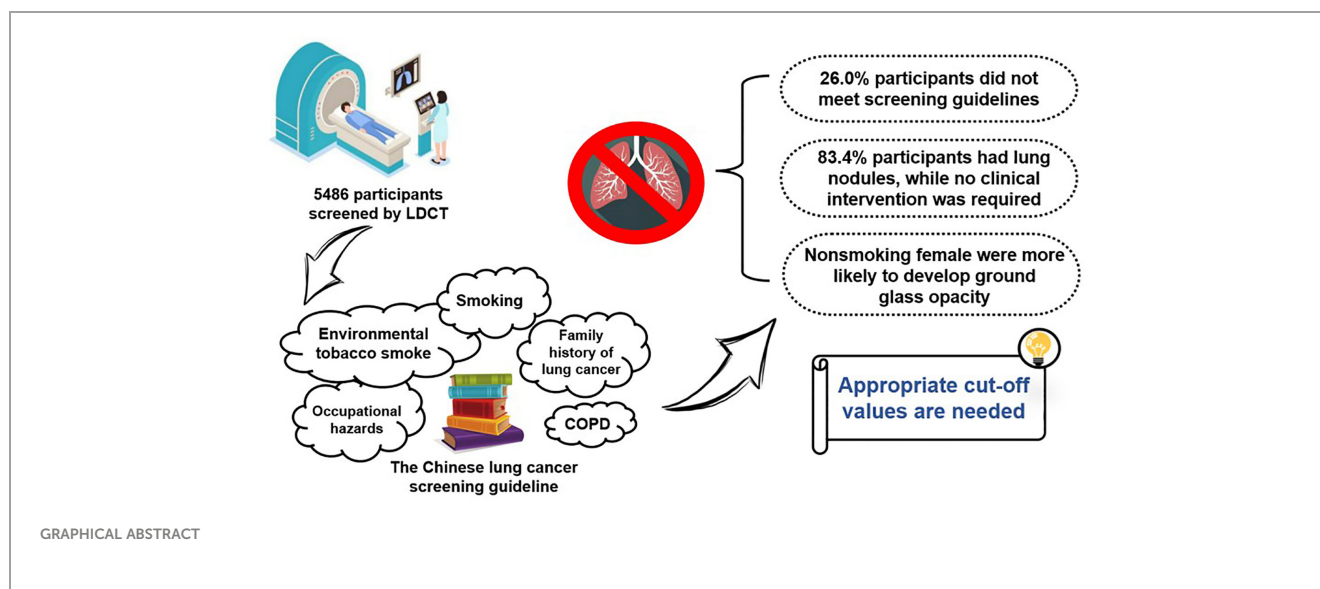 5486 participants
screened by LDCT
Smoking
Environmental
tobacco smoke
Family
history of
lung cancer
Occupational
hazards
COPD
The Chinese lung cancer
screening guideline
26.0% participants did not
meet screening guidelines
83.4% participants had lung
nodules, while no clinical
intervention was required
Nonsmoking female were more
likely to develop ground
glass opacity
Appropriate cut-off
values are needed
GRAPHICAL ABSTRACT